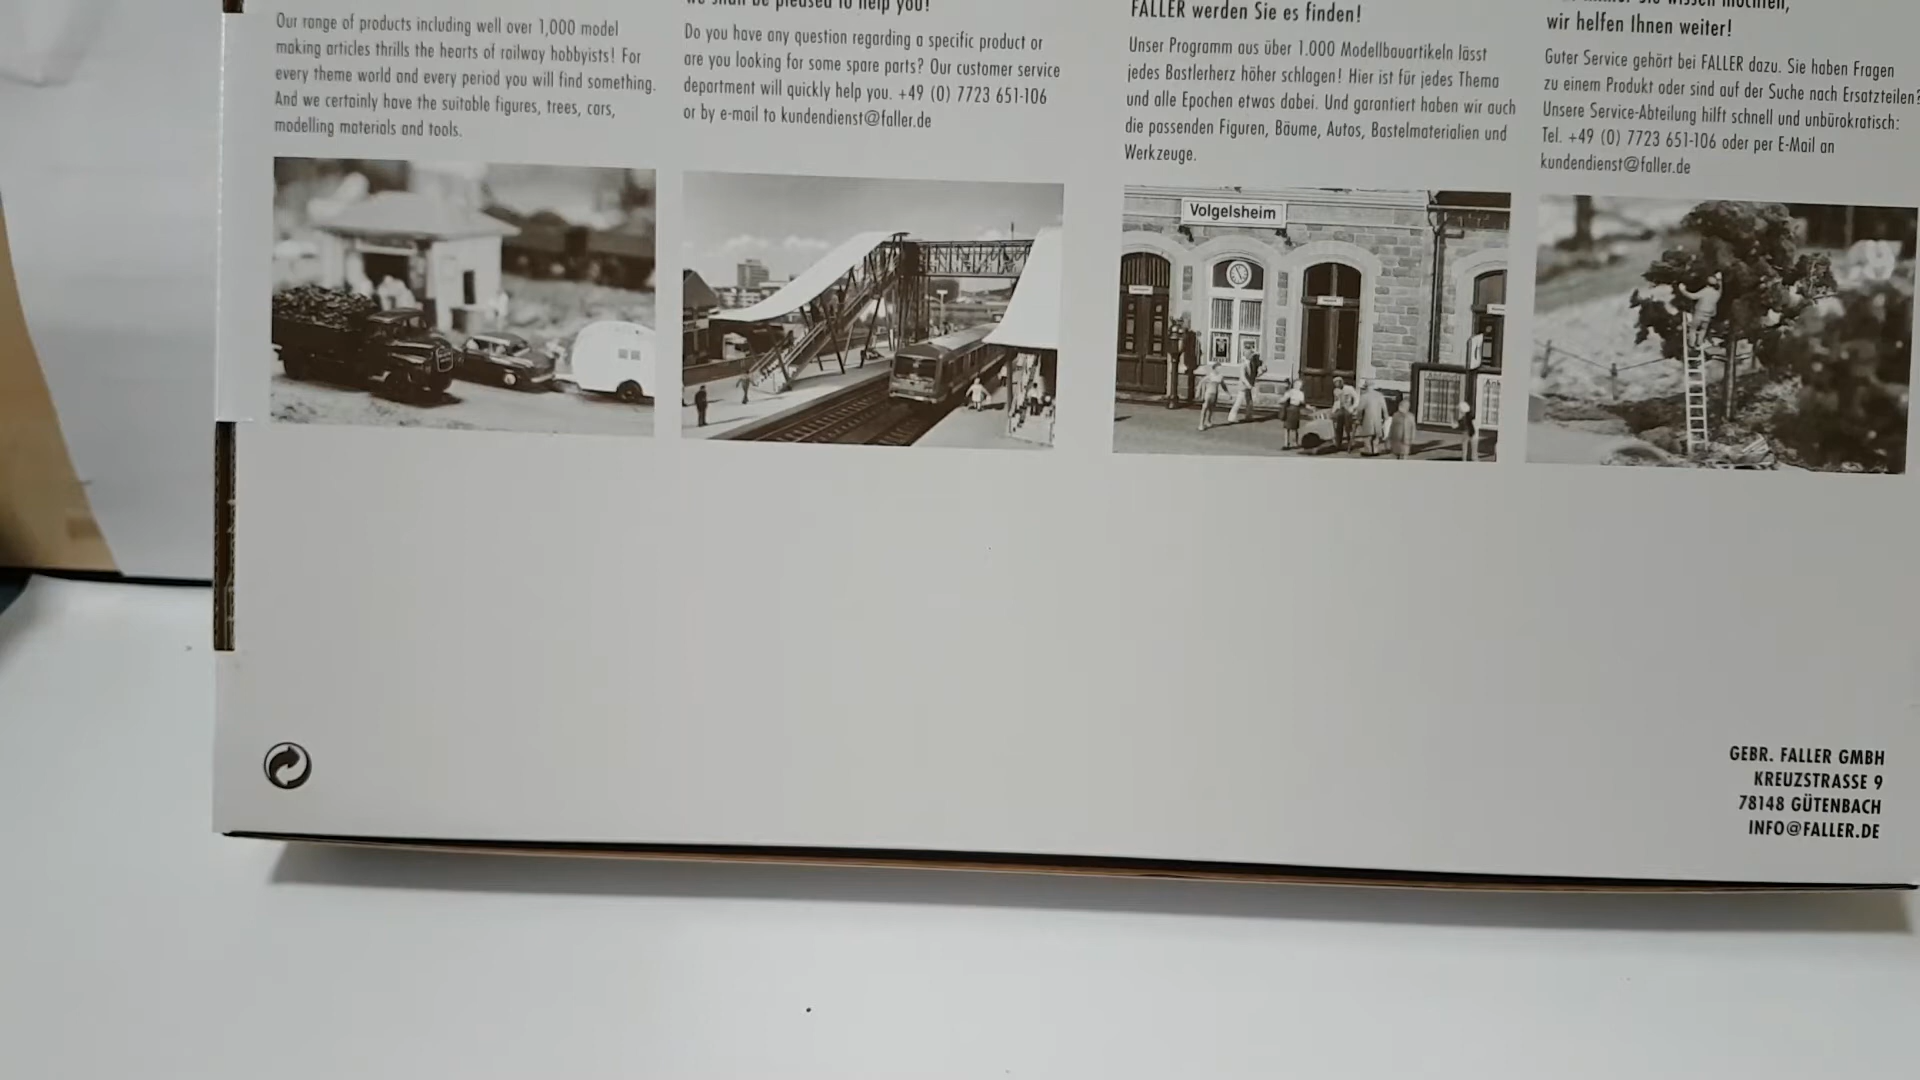 Our range of products including well over 1,000 model
making articles thrills the hearts of railway hobbyists! For
every theme world and every period you will find something.
And we certainly have the suitable figures, trees, cars,
modelling materials and tools.
we shall be pleased to help you!
Do you have any question regarding a specific product or
are you looking for some spare parts? Our customer service
department will quickly help you. +49 (0) 7723 651-106
or by e-mail to kundendienst@faller.de
FALLER werden Sie es finden!
Unser Programm aus über 1.000 Modellbauartikeln lässt
jedes Bastlerherz höher schlagen! Hier ist für jedes Thema
und alle Epochen etwas dabei. Und garantiert haben wir auch
die passenden Figuren, Bäume, Autos, Bastelmaterialien und
Werkzeuge.
Sie wissen möchten,
wir helfen Ihnen weiter!
Guter Service gehört bei FALLER dazu. Sie haben Fragen
zu einem Produkt oder sind auf der Suche nach Ersatzteilen?
Unsere Service-Abteilung hilft schnell und unbürokratisch:
Tel. +49 (0) 7723 651-106 oder per E-Mail an
kundendienst@faller.de
Volgelsheim
GEBR. FALLER GMBH
KREUZSTRASSE 9
78148 GÜTENBACH
INFO@FALLER.DE